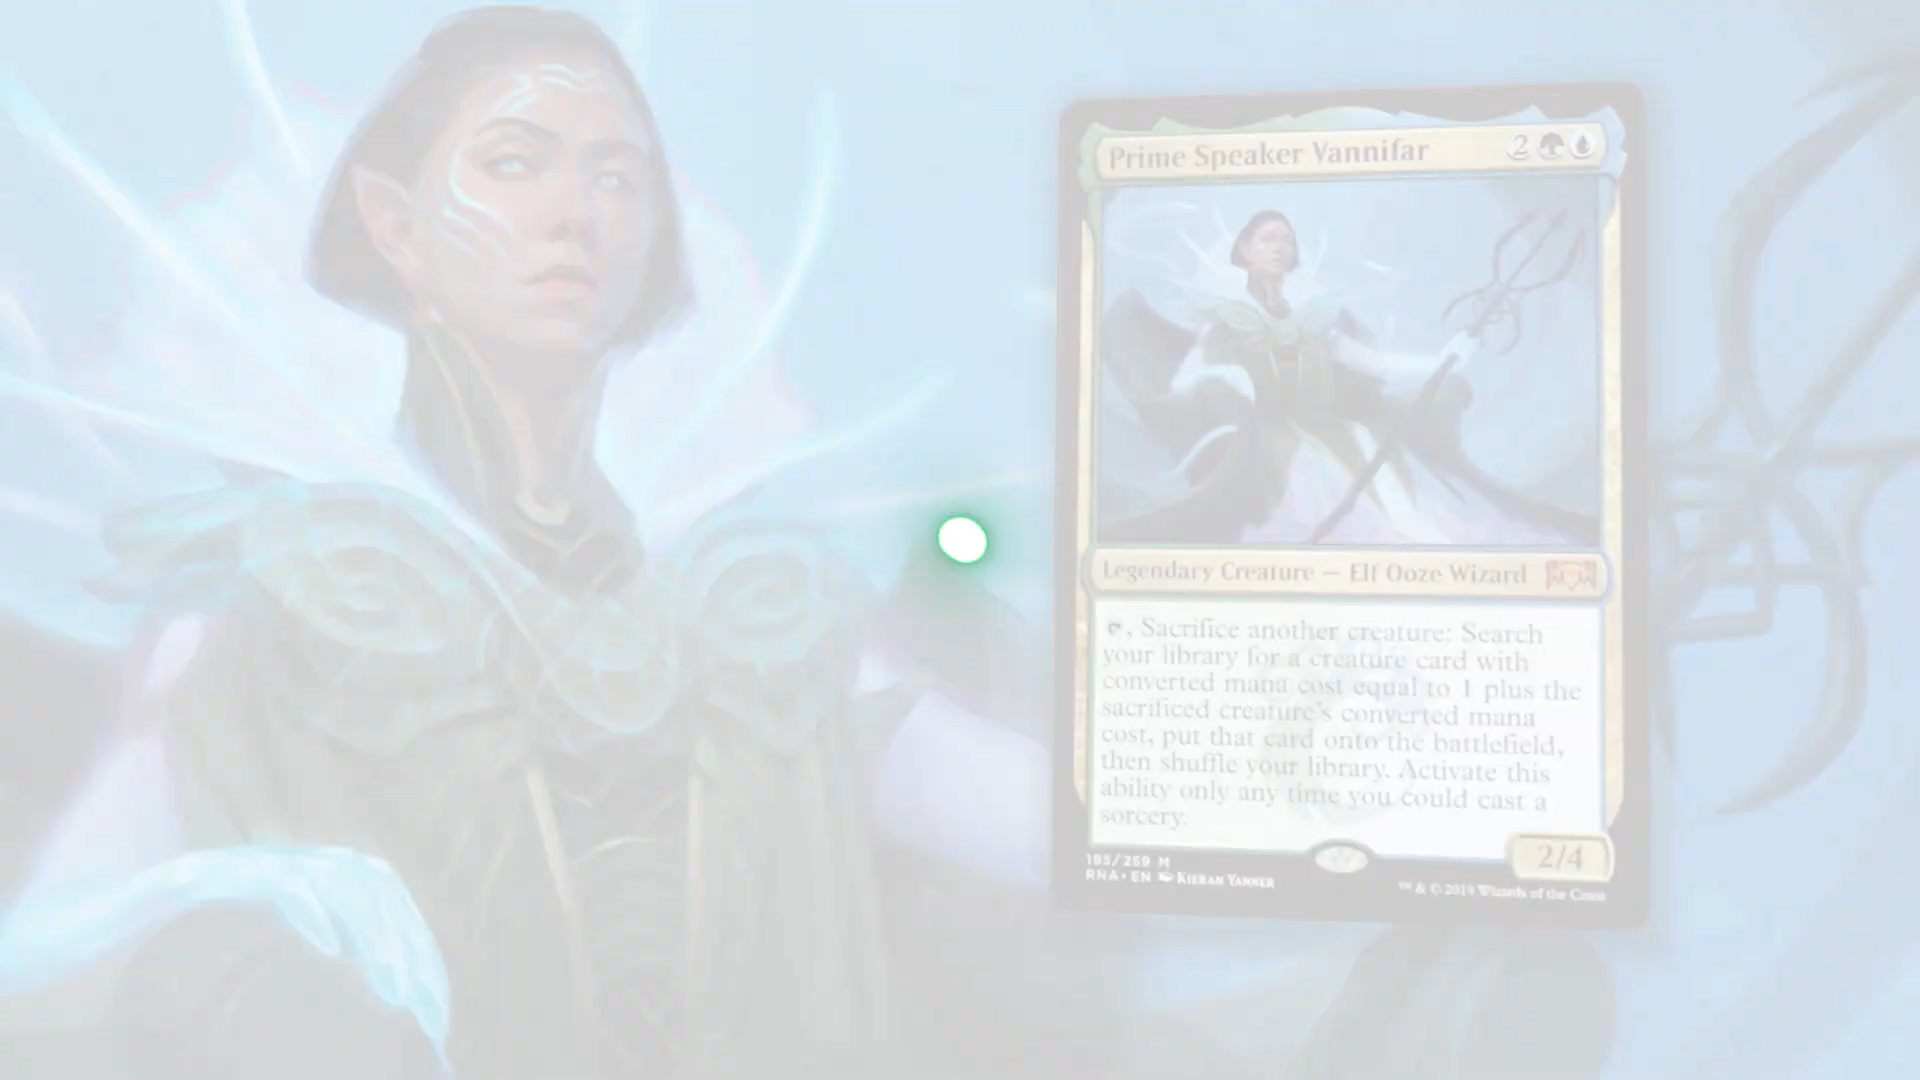 Prime Speaker Vannifar 2
Legendary Creature — Elf Ooze Wizard
, Sacrifice another creature: Search
your library for a creature card with
converted mana cost equal to 1 plus the
sacrificed creature's converted mana
cost, put that card onto the battlefield,
then shuffle your library. Activate this
ability only any time you could cast a
sorcery.
2/4
195/259 M
RNA • EN KIERAN YANNER
™ & © 2019 Wizards of the Coast